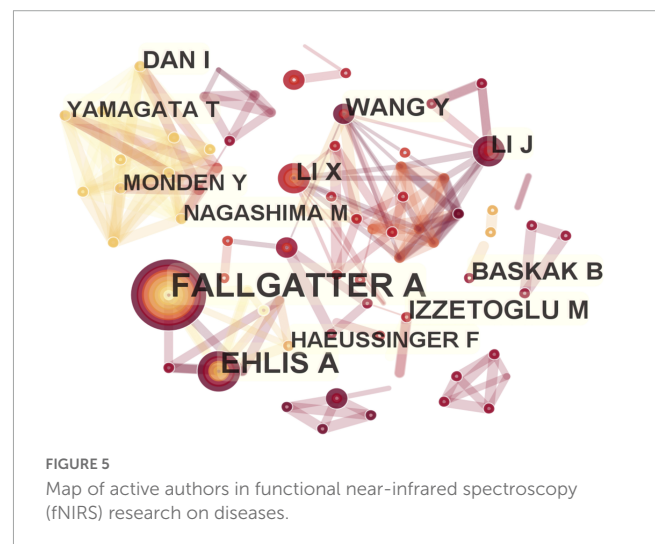 DAN I
YAMAGATA T
WANG Y
LI J
LI X
MONDEN Y
NAGASHIMA M
FALLGATTER A
BASKAK B
IZZETOGLU M
HAEUSSINGER F
EHLIS A
FIGURE 5
Map of active authors in functional near-infrared spectroscopy
(fNIRS) research on diseases.